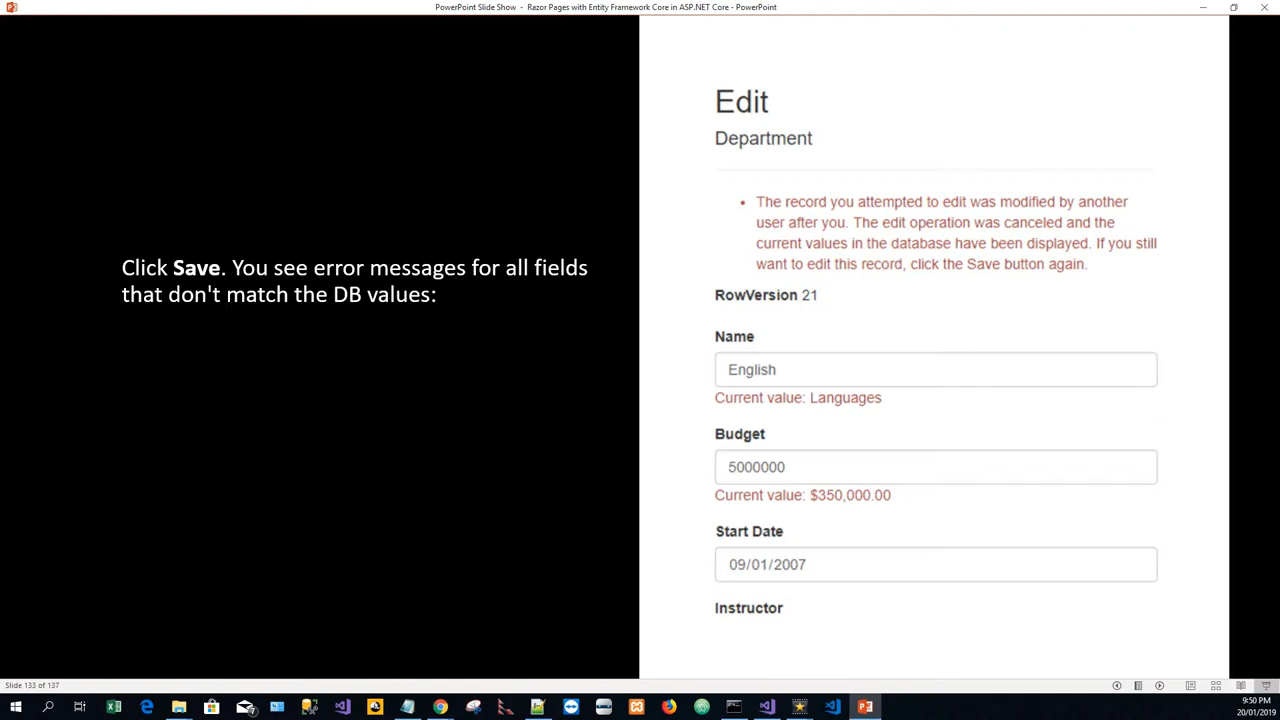 PowerPoint Slide Show - Razor Pages with Entity Framework Core in ASP.NET Core - PowerPoint
Click Save. You see error messages for all fields
that don't match the DB values:
Edit
Department
• The record you attempted to edit was modified by another
user after you. The edit operation was canceled and the
current values in the database have been displayed. If you still
want to edit this record, click the Save button again.
RowVersion 21
Name
English
Current value: Languages
Budget
5000000
Current value: $350,000.00
Start Date
09/01/2007
Instructor
Slide 133 of 137
9:50 PM
20/01/2019